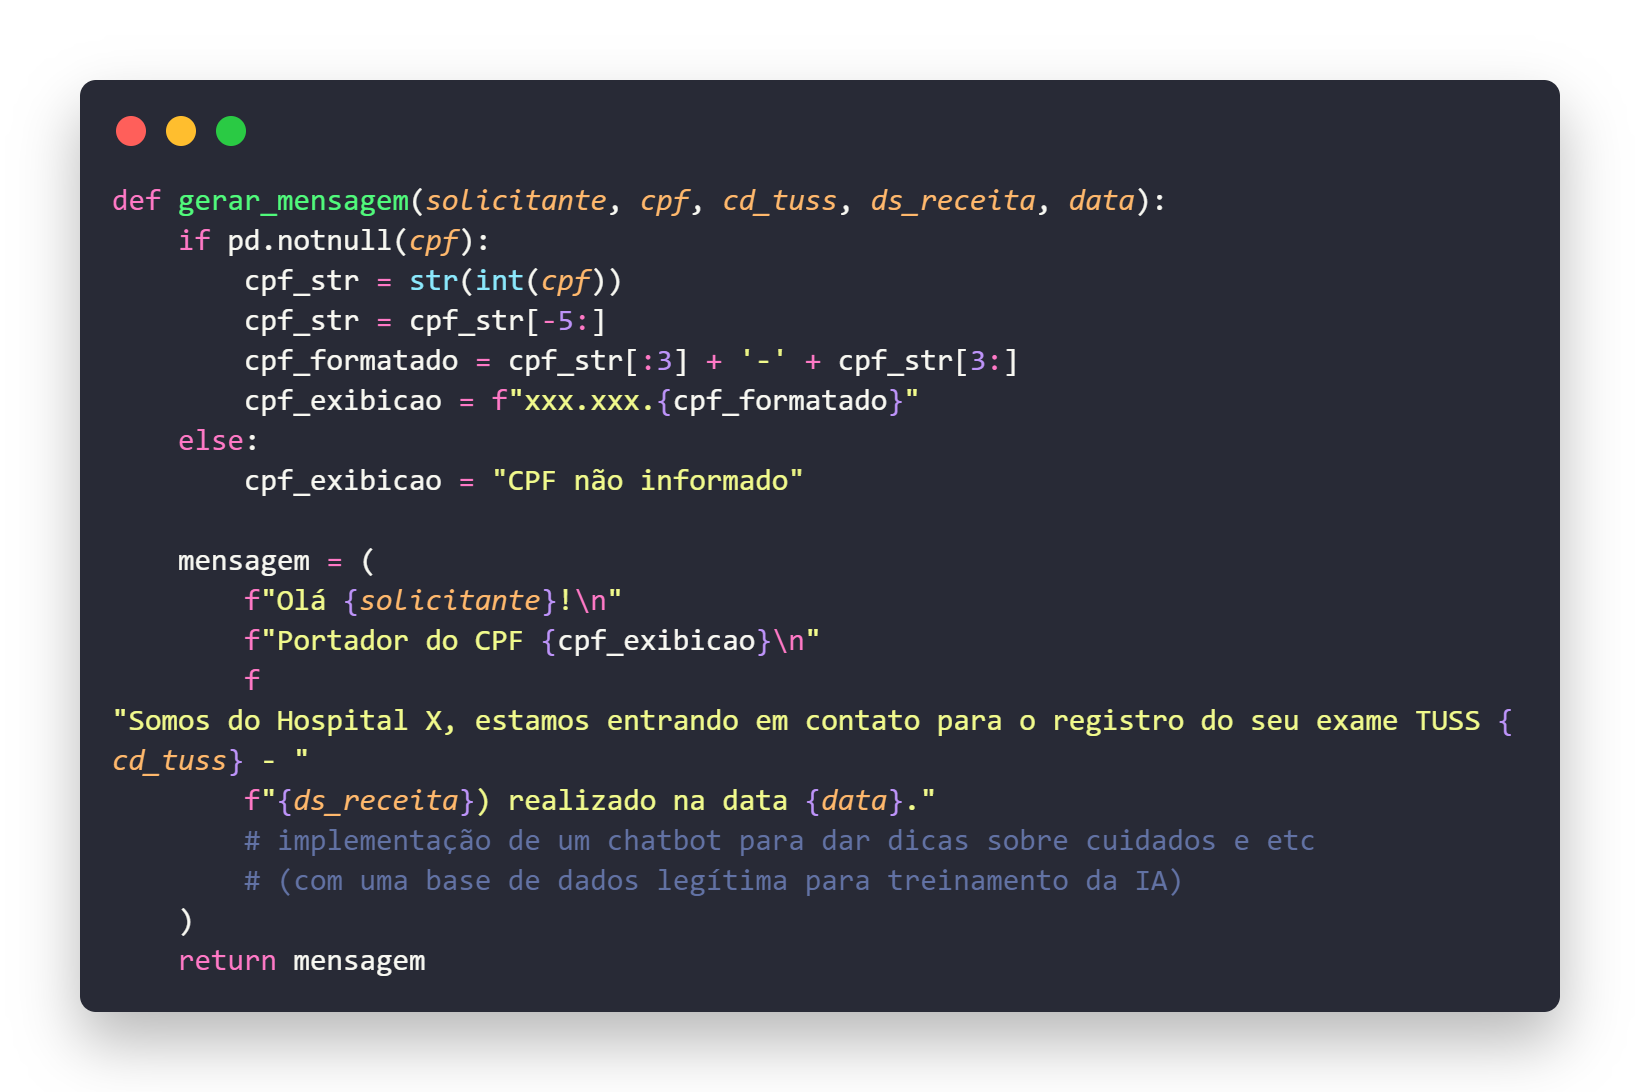 def gerar_mensagem(solicitante, cpf, cd_tuss, ds_receita, data):
    if pd.notnull(cpf):
        cpf_str = str(int(cpf))
        cpf_str = cpf_str[-5:]
        cpf_formatado = cpf_str[:3] + '-' + cpf_str[3:]
        cpf_exibicao = f"xxx.xxx.{cpf_formatado}"
    else:
        cpf_exibicao = "CPF não informado"

    mensagem = (
        f"Olá {solicitante}!\n"
        f"Portador do CPF {cpf_exibicao}\n"
        f
"Somos do Hospital X, estamos entrando em contato para o registro do seu exame TUSS {
cd_tuss} - "
        f"{ds_receita}) realizado na data {data}."
        # implementação de um chatbot para dar dicas sobre cuidados e etc
        # (com uma base de dados legítima para treinamento da IA)
    )
    return mensagem